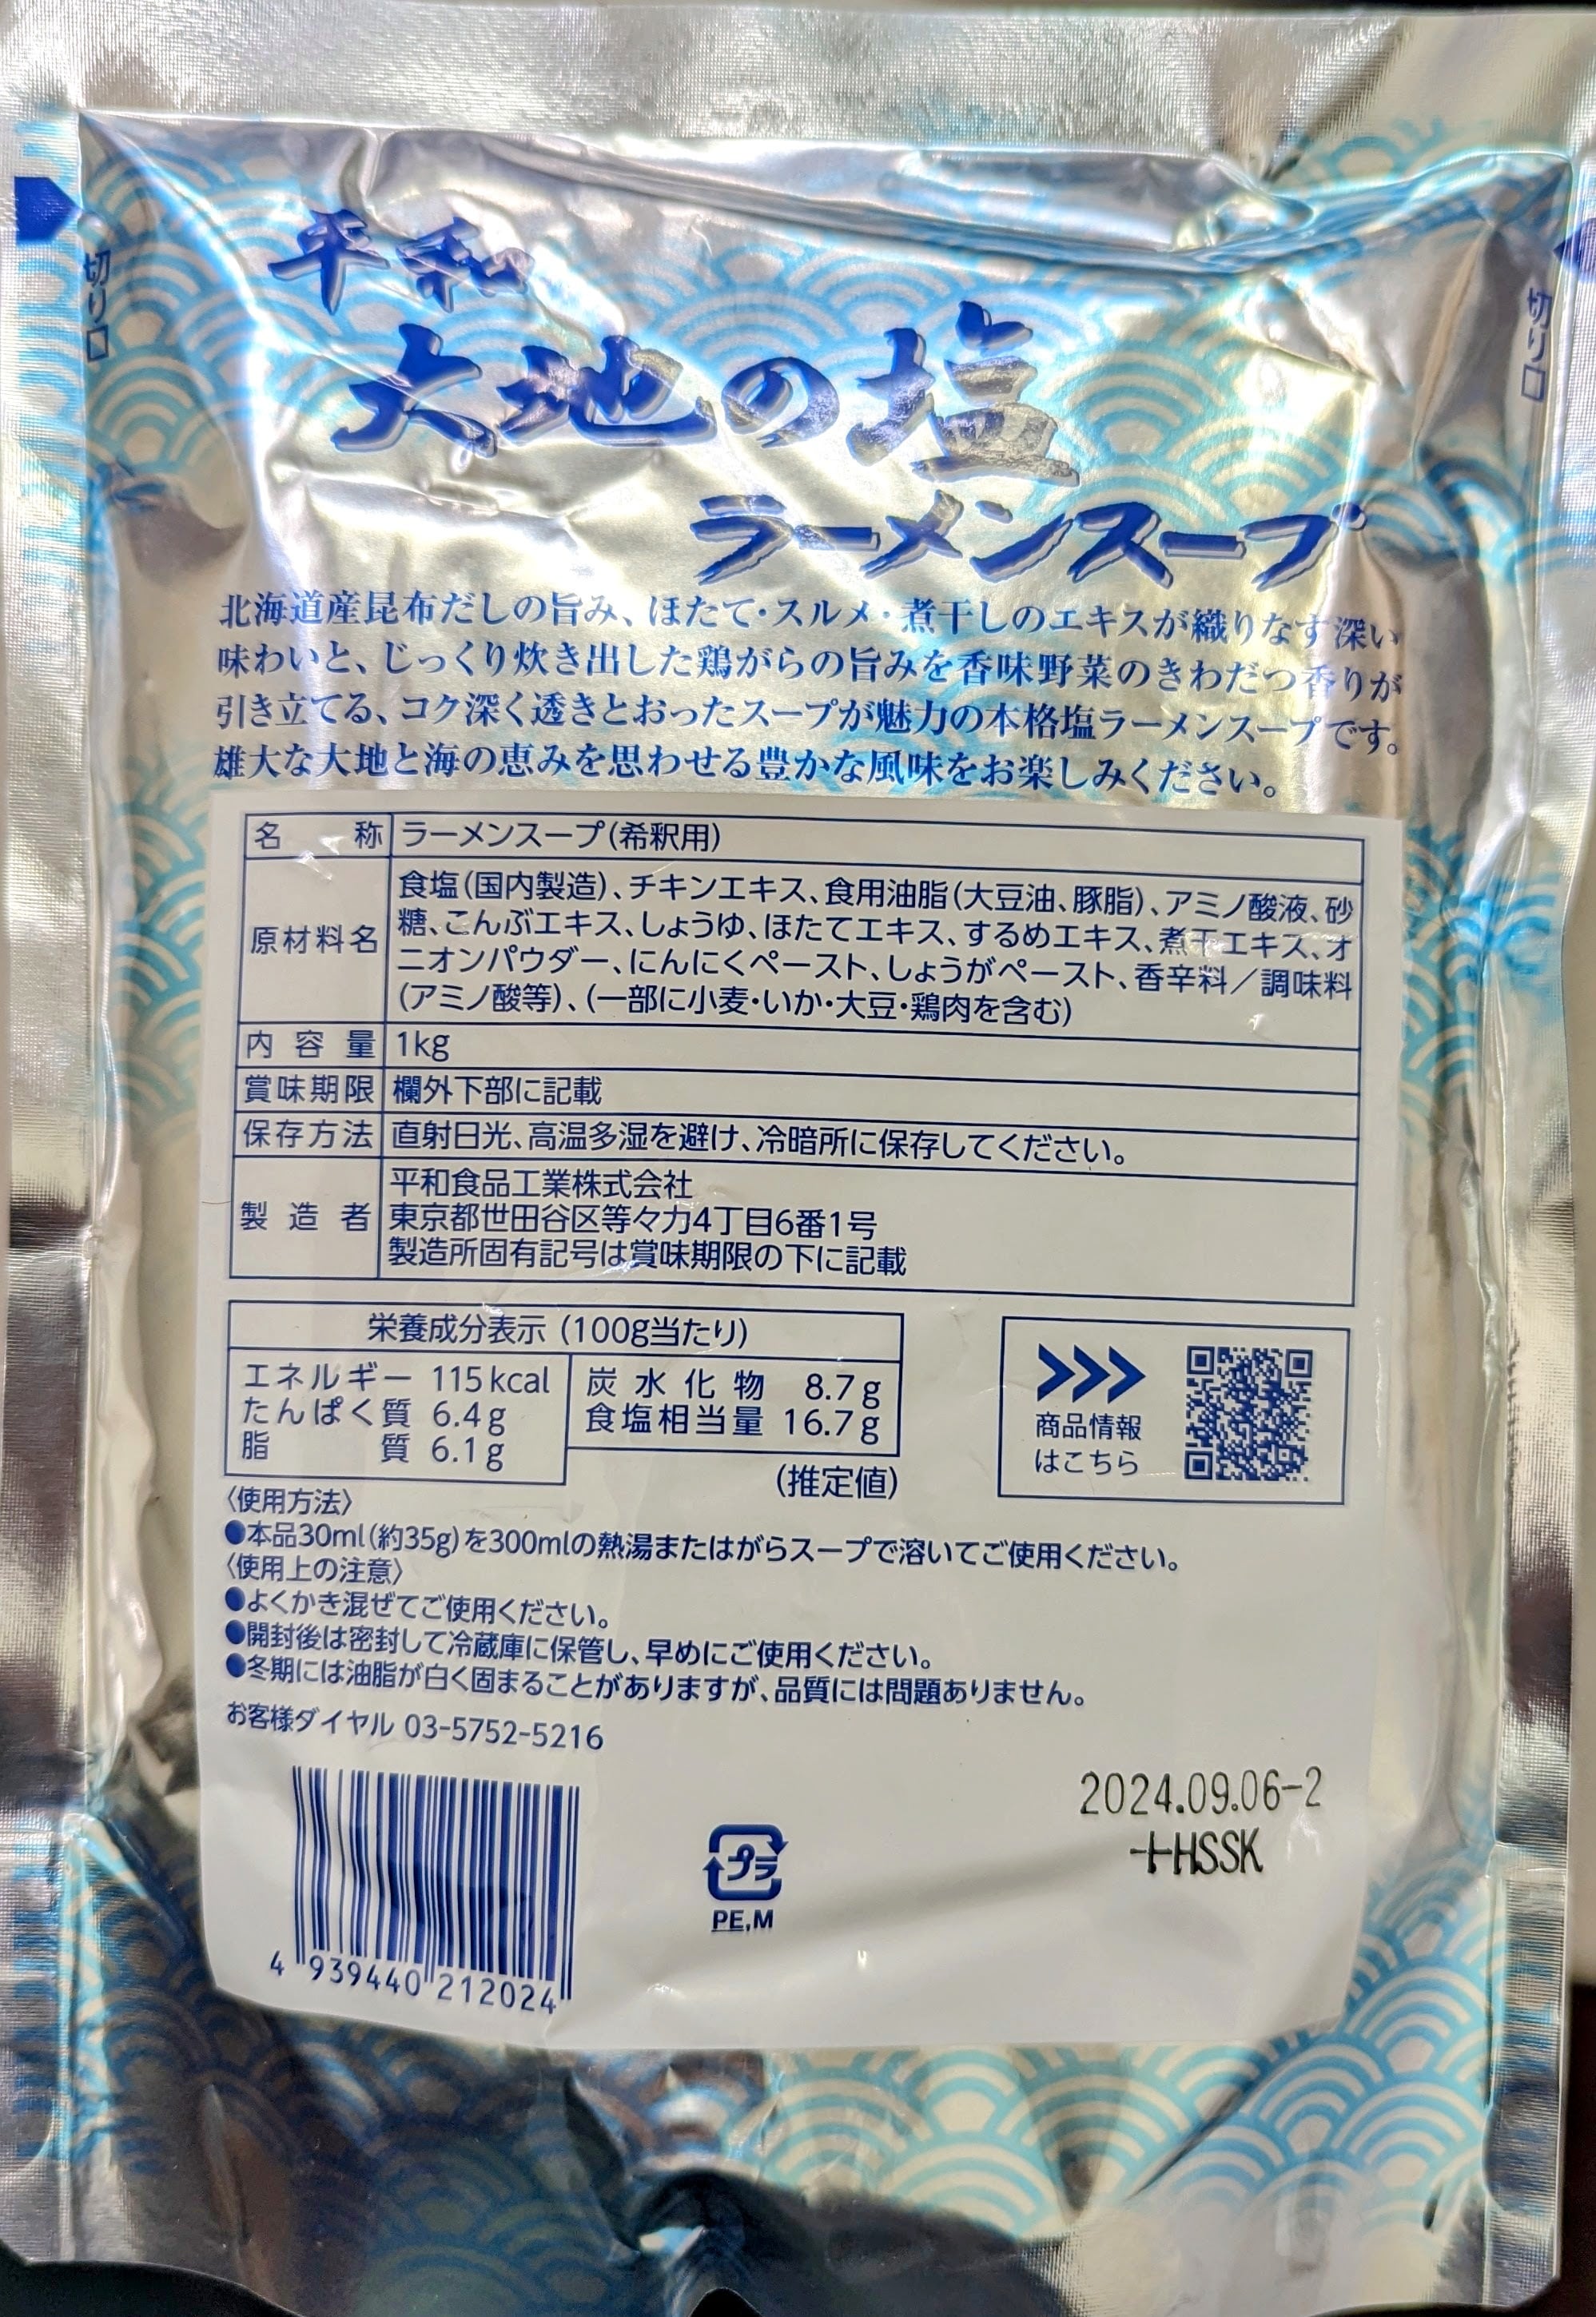 切り口
切り口
平和
大地の塩
ラーメンスープ
北海道産昆布だしの旨み、ほたて・スルメ・煮干しのエキスが織りなす深い
味わいと、じっくり炊き出した鶏がらの旨みを香味野菜のきわだつ香りが
引き立てる、コク深く透きとおったスープが魅力の本格塩ラーメンスープです。
雄大な大地と海の恵みを思わせる豊かな風味をお楽しみください。
名称 ラーメンスープ(希釈用)
原材料名 食塩(国内製造)、チキンエキス、食用油脂(大豆油、豚脂)、アミノ酸液、砂
糖、こんぶエキス、しょうゆ、ほたてエキス、するめエキス、煮干エキス、オ
ニオンパウダー、にんにくペースト、しょうがペースト、香辛料／調味料
(アミノ酸等)、(一部に小麦・いか・大豆・鶏肉を含む)
内容量 1kg
賞味期限 欄外下部に記載
保存方法 直射日光、高温多湿を避け、冷暗所に保存してください。
製造者 平和食品工業株式会社
東京都世田谷区等々力4丁目6番1号
製造所固有記号は賞味期限の下に記載
栄養成分表示 (100g当たり)
エネルギー 115kcal 炭水化物 8.7g
たんぱく質 6.4g 食塩相当量 16.7g
脂質 6.1g
(推定値)
商品情報
はこちら
〈使用方法〉
●本品30ml(約35g)を300mlの熱湯またはがらスープで溶いてご使用ください。
〈使用上の注意〉
●よくかき混ぜてご使用ください。
●開封後は密封して冷蔵庫に保管し、早めにご使用ください。
●冬期には油脂が白く固まることがありますが、品質には問題ありません。
お客様ダイヤル 03-5752-5216
2024.09.06-2
+HSSK
プラ
PE,M
4 939440 212024